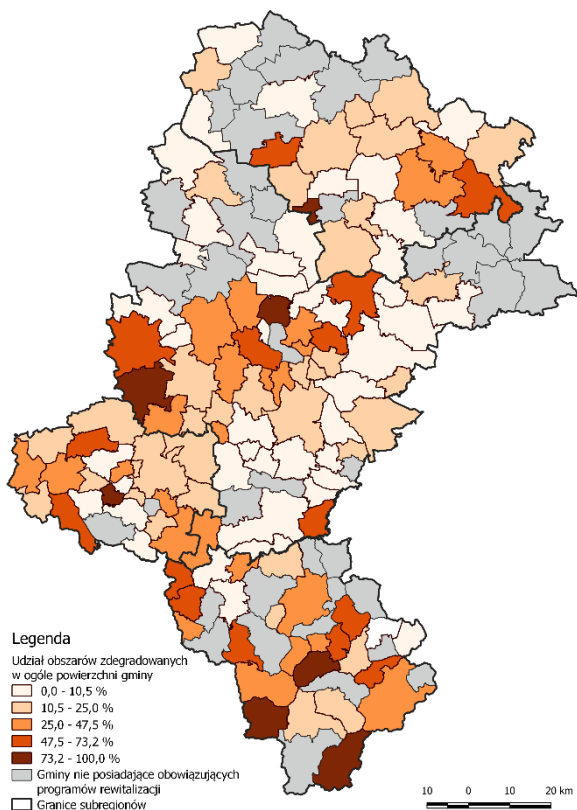 Legenda
Udział obszarów zdegradowanych
w ogóle powierzchni gminy
0,0 - 10,5 %
10,5 - 25,0 %
25,0 - 47,5 %
47,5 - 73,2 %
73,2 - 100,0 %
Gminy nie posiadające obowiązujących
programów rewitalizacji
Granice subregionów
10 0 10 20 km